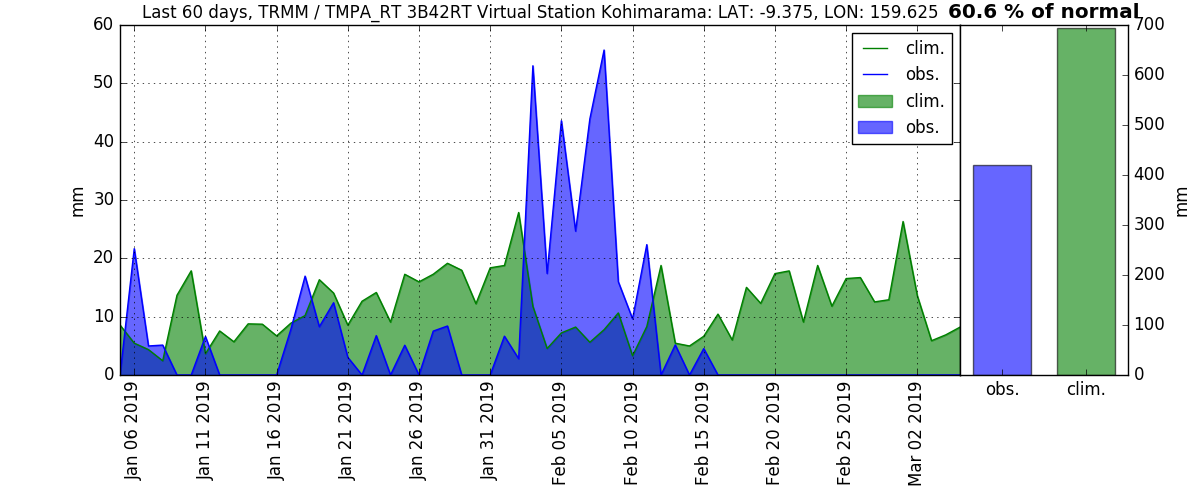 Last 60 days, TRMM / TMPA_RT 3B42RT Virtual Station Kohimarama: LAT: -9.375, LON: 159.625 60.6 % of normal
60
50
40
30
20
10
0
mm
clim.
obs.
clim.
obs.
700
600
500
400
300
200
100
0
mm
Jan 06 2019
Jan 11 2019
Jan 16 2019
Jan 21 2019
Jan 26 2019
Jan 31 2019
Feb 05 2019
Feb 10 2019
Feb 15 2019
Feb 20 2019
Feb 25 2019
Mar 02 2019
obs.
clim.